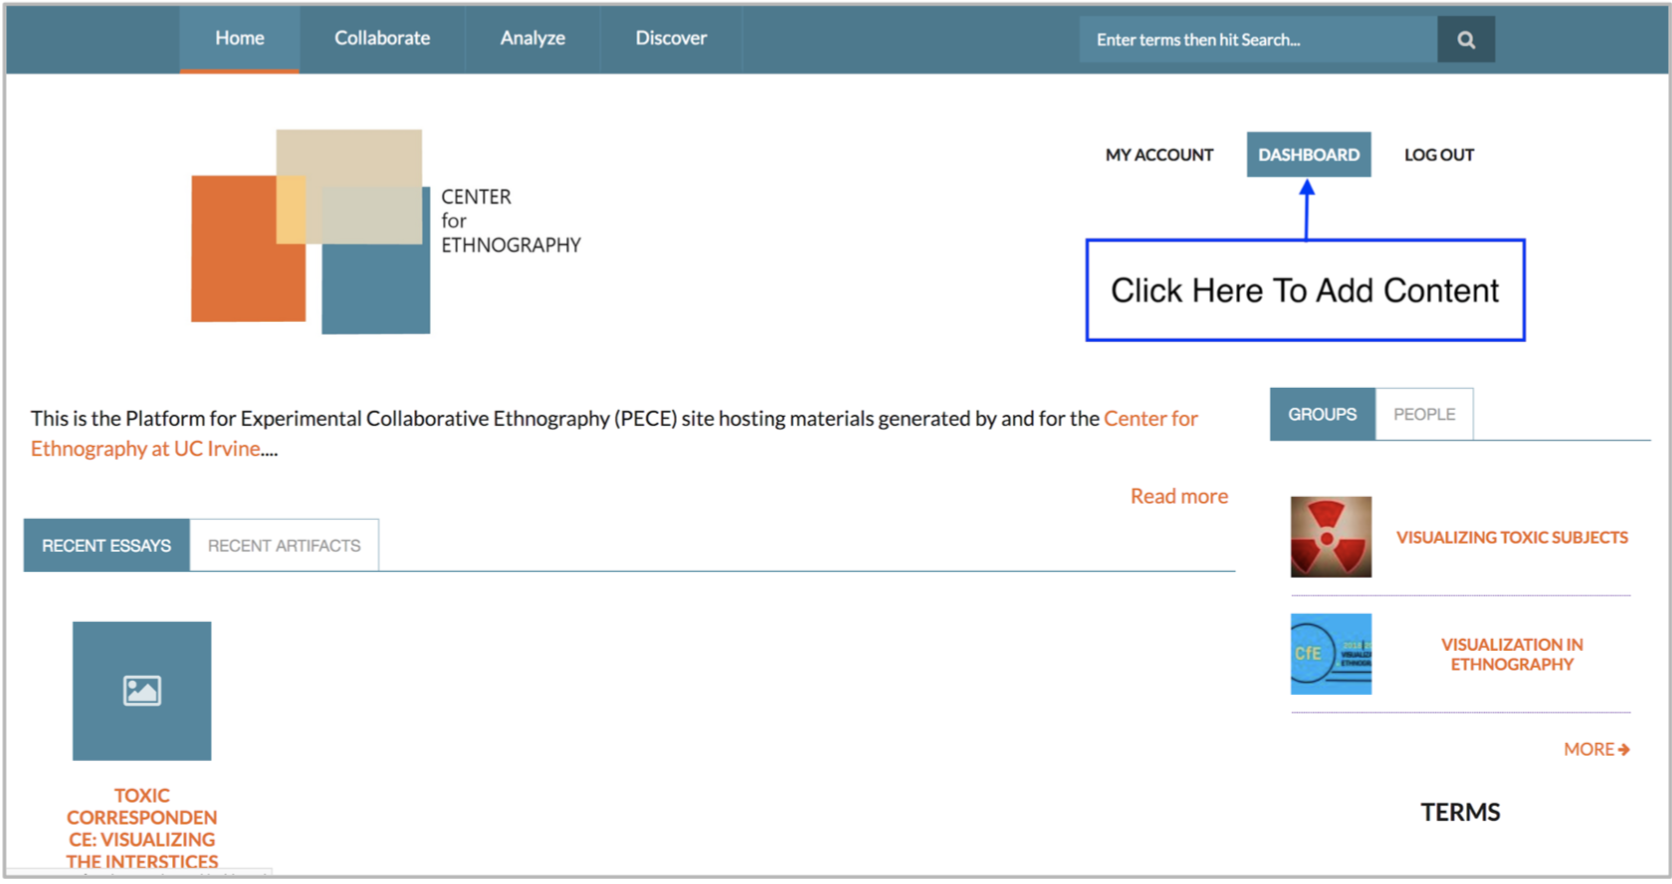 Home Collaborate Analyze Discover Enter terms then hit Search...
MY ACCOUNT DASHBOARD LOG OUT
CENTER
for
ETHNOGRAPHY
Click Here To Add Content
This is the Platform for Experimental Collaborative Ethnography (PECE) site hosting materials generated by and for the Center for
Ethnography at UC Irvine....
Read more
GROUPS PEOPLE
RECENT ESSAYS RECENT ARTIFACTS
VISUALIZING TOXIC SUBJECTS
CfE
VISUALIZATION IN
ETHNOGRAPHY
MORE
TOXIC
CORRESPONDEN
CE: VISUALIZING
THE INTERSTICES
TERMS